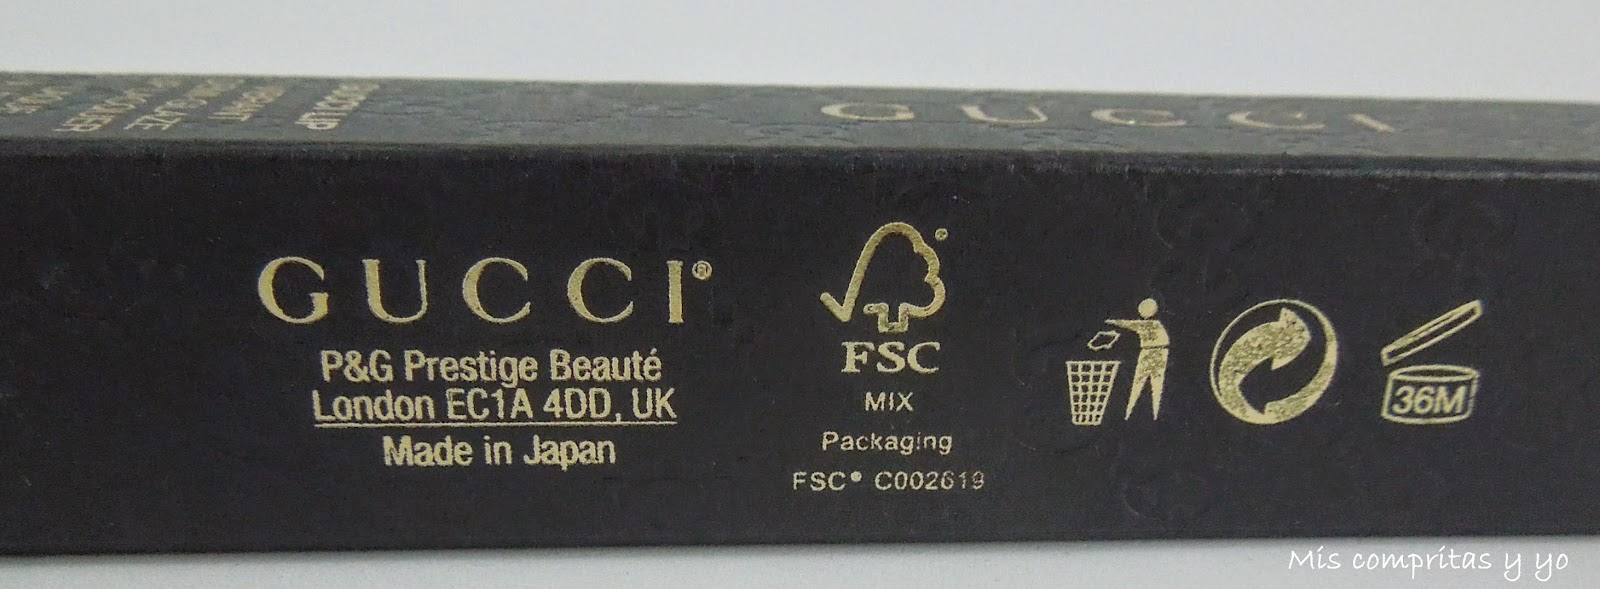 GUCCI
GUCCI®
P&G Prestige Beauté
London EC1A 4DD, UK
Made in Japan
FSC
MIX
Packaging
FSC® C002619
36M
Mis compritas y yo